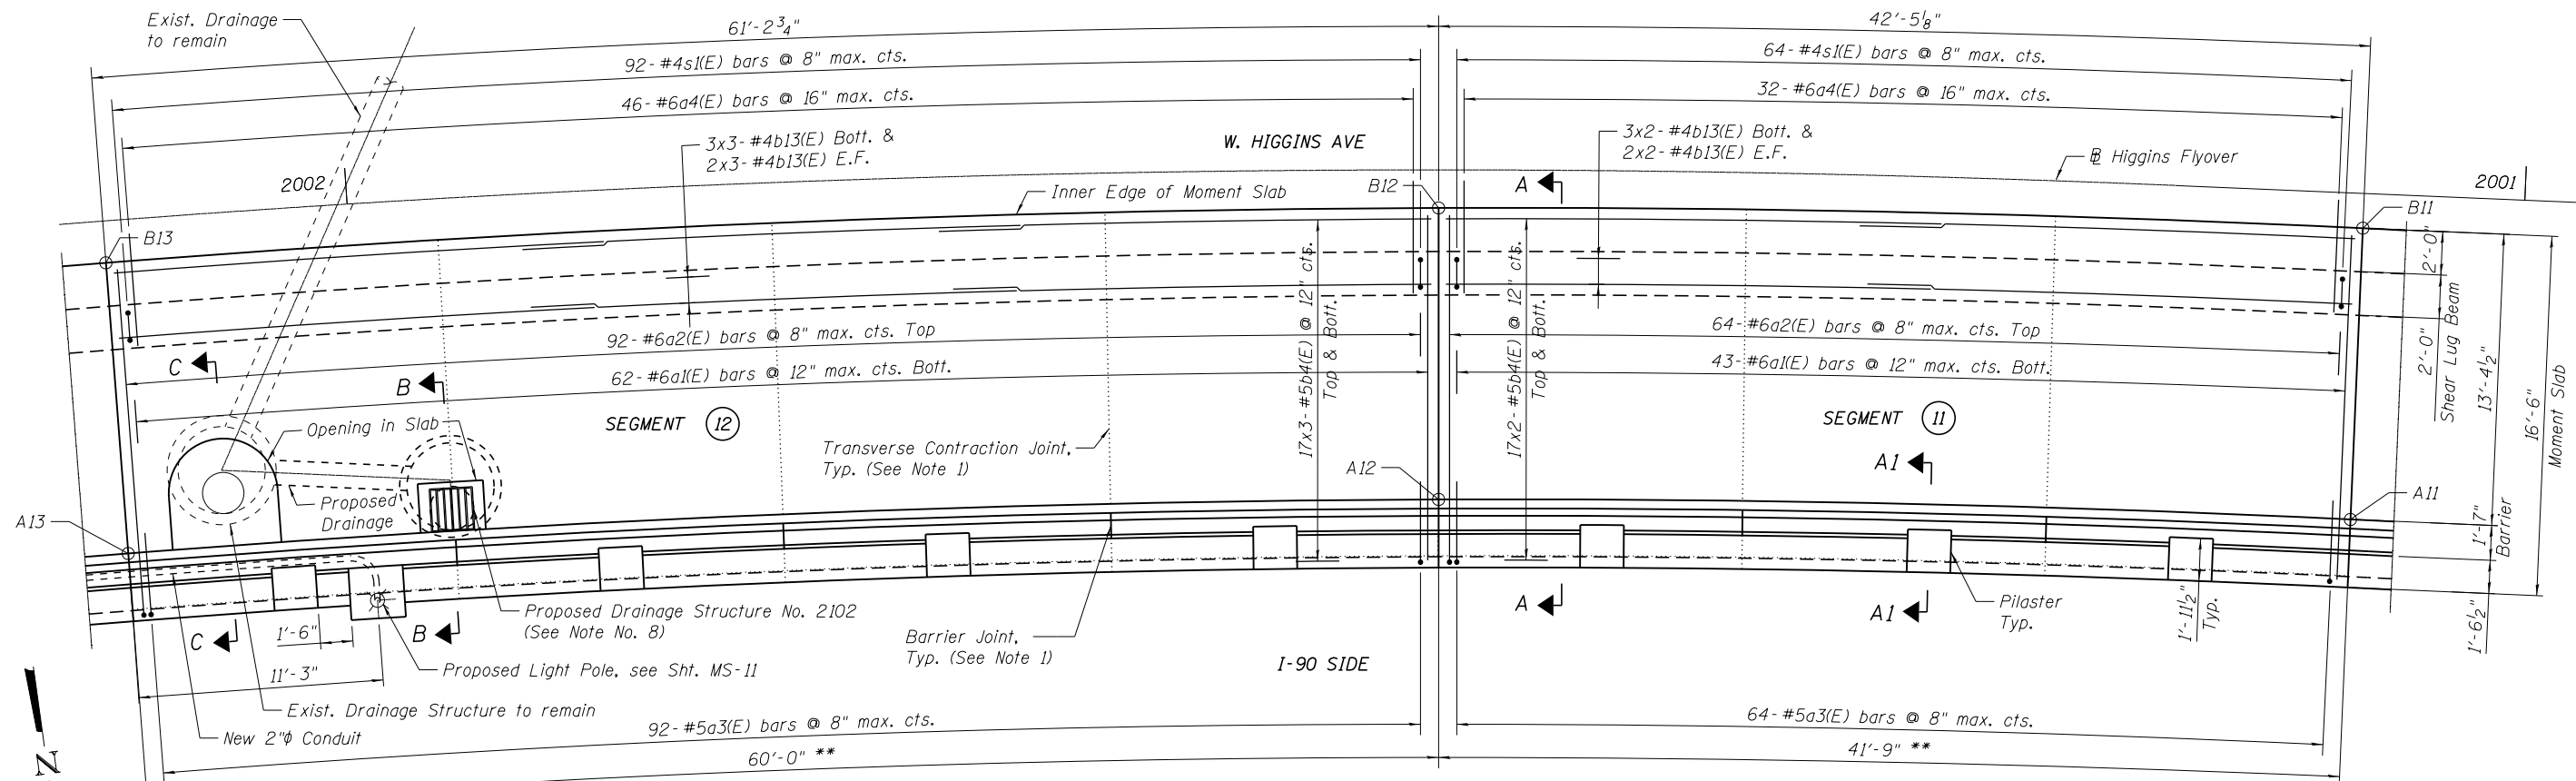 Exist. Drainage
to remain
61'-2 3/4"
42'-5 1/8"
92-#4s1(E) bars @ 8" max. cts.
64-#4s1(E) bars @ 8" max. cts.
46-#6a4(E) bars @ 16" max. cts.
32-#6a4(E) bars @ 16" max. cts.
3x3-#4b13(E) Bott. &
2x3-#4b13(E) E.F.
W. HIGGINS AVE
3x2-#4b13(E) Bott. &
2x2-#4b13(E) E.F.
Higgins Flyover
2002
Inner Edge of Moment Slab
B12
A
2001
B11
B13
2'-0"
2'-0"
Shear Lug Beam
13'-4 1/2"
16'-6"
Moment Slab
17x3-#5b4(E) @ 12" cts.
Top & Bott.
17x2-#5b4(E) @ 12" cts.
Top & Bott.
92-#6a2(E) bars @ 8" max. cts. Top
64-#6a2(E) bars @ 8" max. cts. Top
C
B
62-#6a1(E) bars @ 12" max. cts. Bott.
43-#6a1(E) bars @ 12" max. cts. Bott.
SEGMENT 12
SEGMENT 11
Opening in Slab
Transverse Contraction Joint,
Typ. (See Note 1)
A12
A1
Proposed
Drainage
A13
A11
1'-7"
Barrier
1'-6 1/2"
1'-6"
C
B
Proposed Drainage Structure No. 2102
(See Note No. 8)
Barrier Joint,
Typ. (See Note 1)
A
A1
Pilaster
Typ.
1'-11 1/2"
Typ.
11'-3"
Proposed Light Pole, see Sht. MS-11
I-90 SIDE
Exist. Drainage Structure to remain
New 2"ϕ Conduit
92-#5a3(E) bars @ 8" max. cts.
64-#5a3(E) bars @ 8" max. cts.
60'-0" **
41'-9" **
N